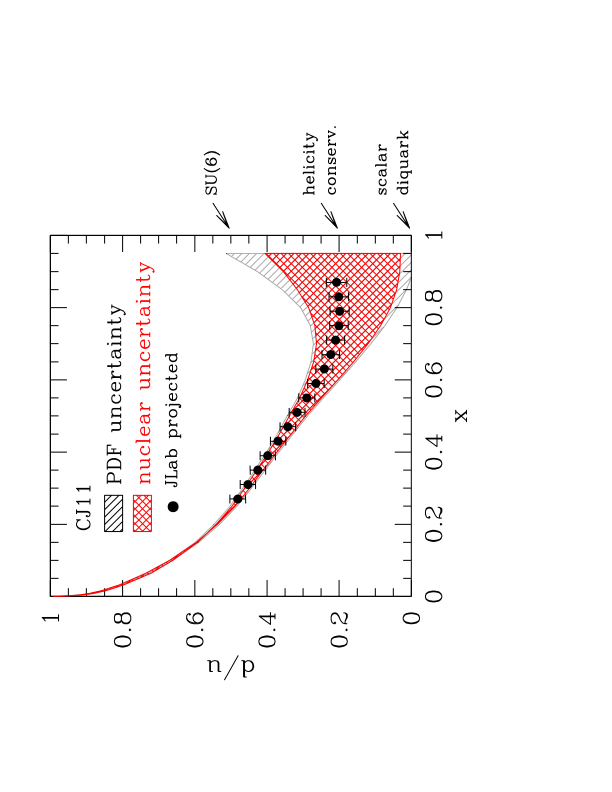 CJ11
PDF uncertainty
nuclear uncertainty
JLab projected
SU(6)
helicity
conserv.
scalar
diquark
d/u
1
0.8
0.6
0.4
0.2
0
0
0.2
0.4
0.6
0.8
1
x